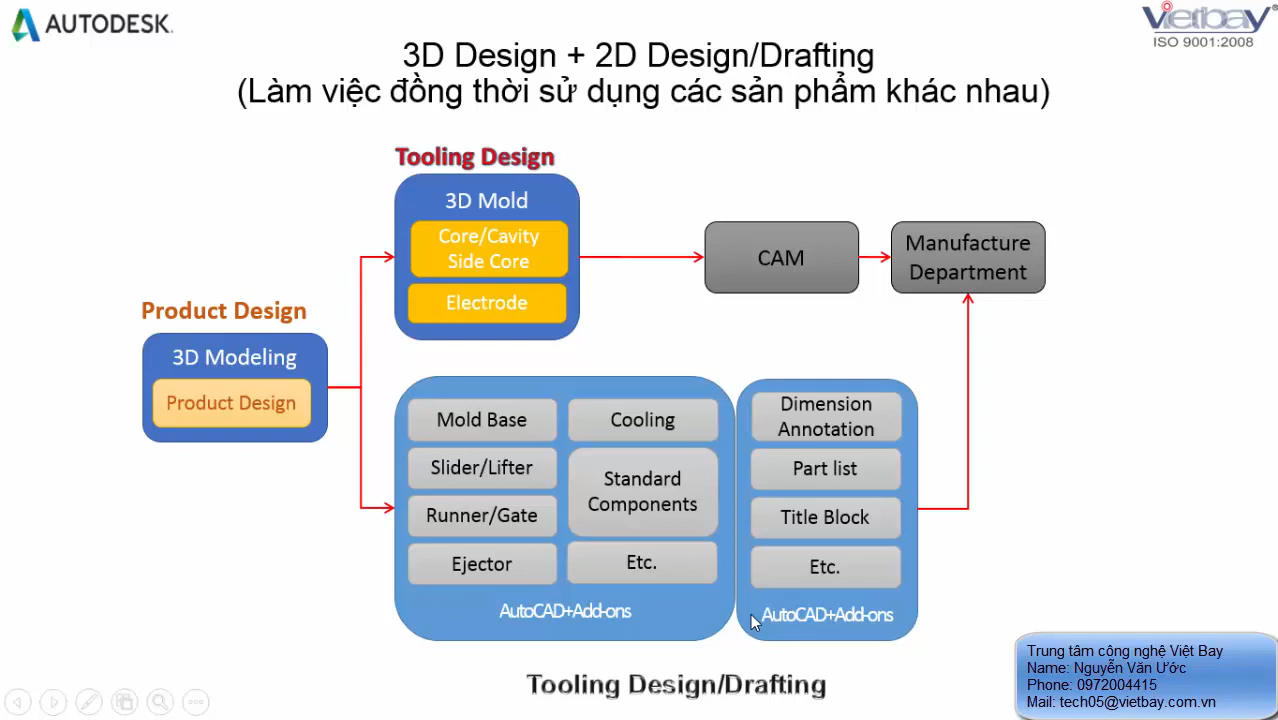 AUTODESK.
Vietbay
ISO 9001:2008
3D Design + 2D Design/Drafting
(Làm việc đồng thời sử dụng các sản phẩm khác nhau)
Tooling Design
3D Mold
Core/Cavity
Side Core
Electrode
CAM
Manufacture
Department
Product Design
3D Modeling
Product Design
Mold Base
Slider/Lifter
Runner/Gate
Ejector
Cooling
Standard
Components
Etc.
AutoCAD+Add-ons
Dimension
Annotation
Part list
Title Block
Etc.
AutoCAD+Add-ons
Tooling Design/Drafting
Trung tâm công nghệ Việt Bay
Name: Nguyễn Văn Ước
Phone: 0972004415
Mail: tech05@vietbay.com.vn